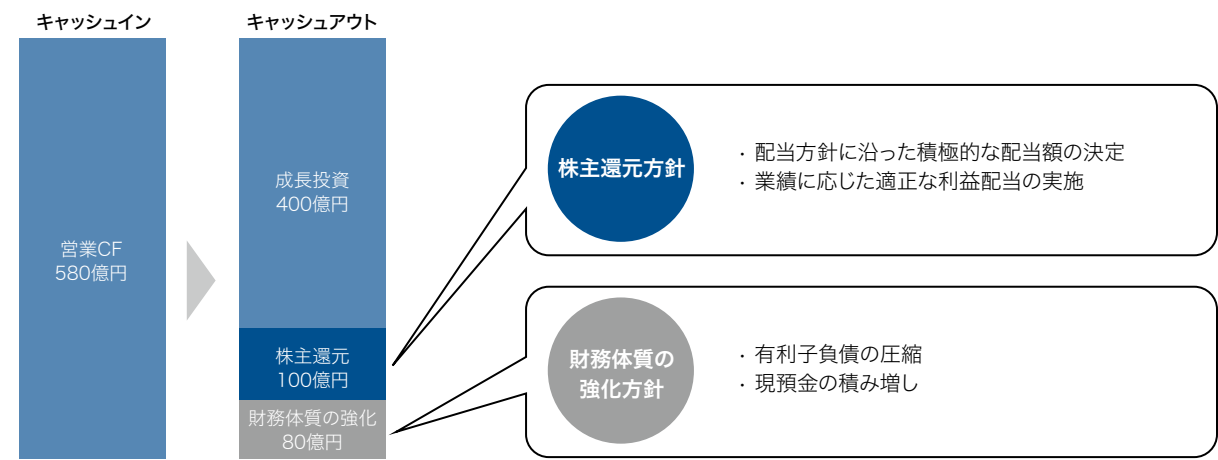 キャッシュイン
キャッシュアウト
営業CF
580億円
成長投資
400億円
株主還元
100億円
財務体質の強化
80億円
株主還元方針
・配当方針に沿った積極的な配当額の決定
・業績に応じた適正な利益配当の実施
財務体質の
強化方針
・有利子負債の圧縮
・現預金の積み増し